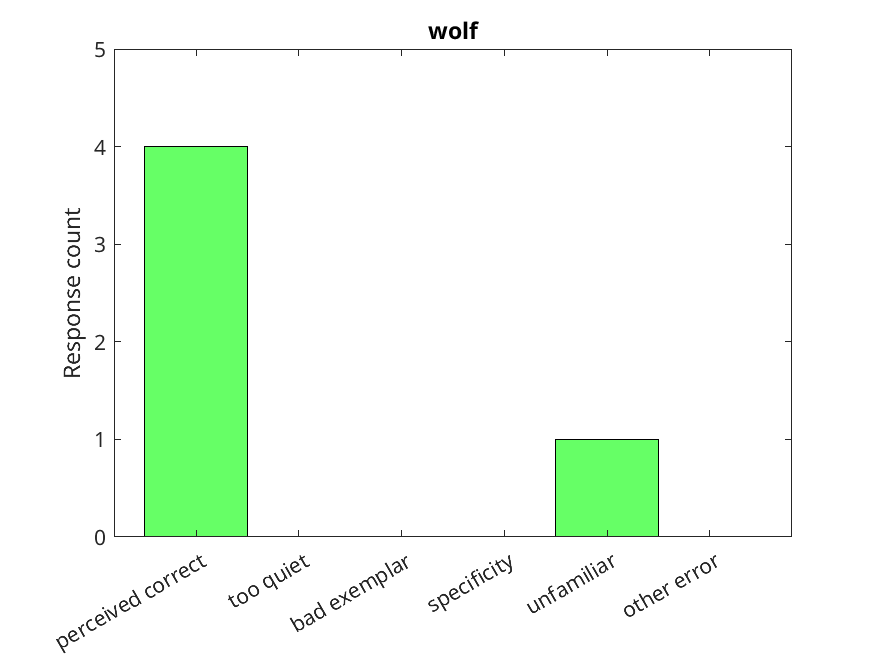 wolf
Response count
5
4
3
2
1
0
perceived correct
too quiet
bad exemplar
specificity
unfamiliar
other error